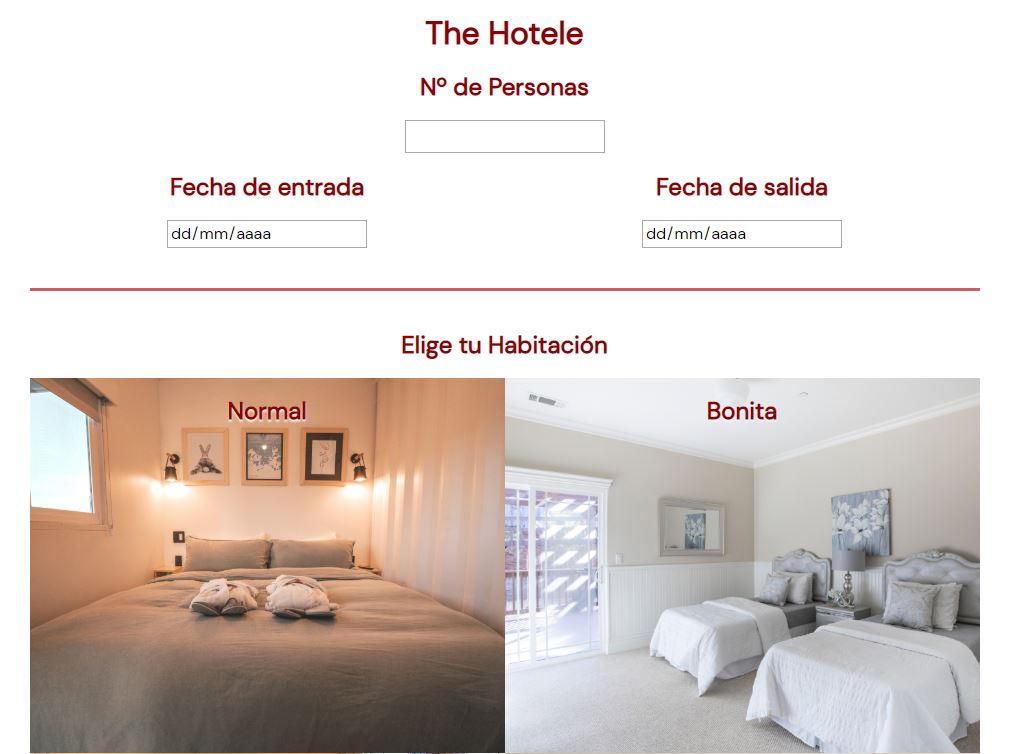 The Hotele
Nº de Personas
Fecha de entrada
Fecha de salida
dd/mm/aaaa
dd/mm/aaaa
Elige tu Habitación
Normal
Bonita